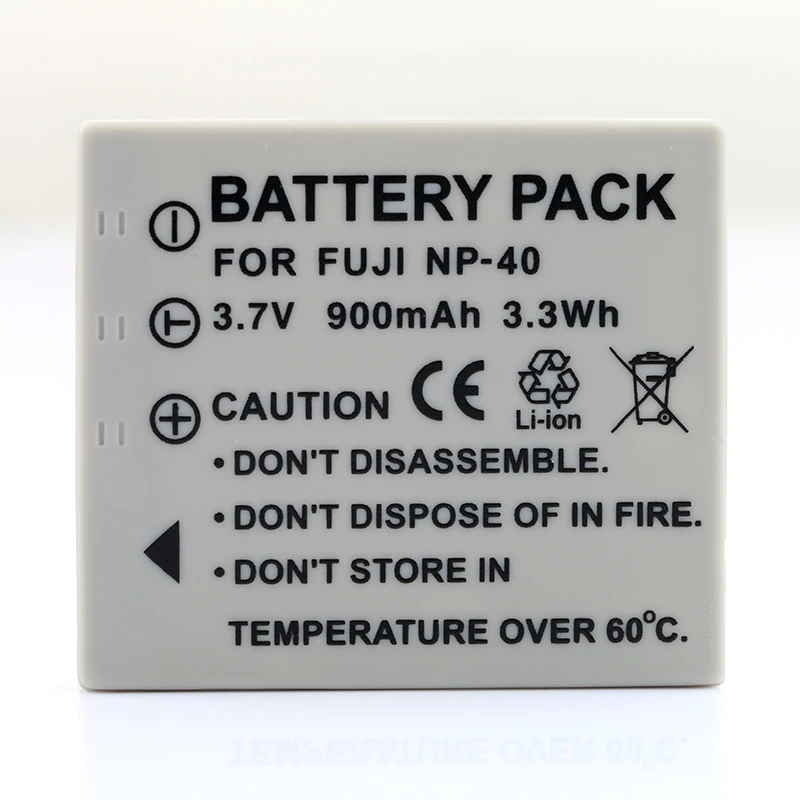 BATTERY PACK
FOR FUJI NP-40
3.7V 900mAh 3.3Wh
CAUTION CE
Li-ion
•DON'T DISASSEMBLE.
•DON'T DISPOSE OF IN FIRE.
•DON'T STORE IN
TEMPERATURE OVER 60°C.